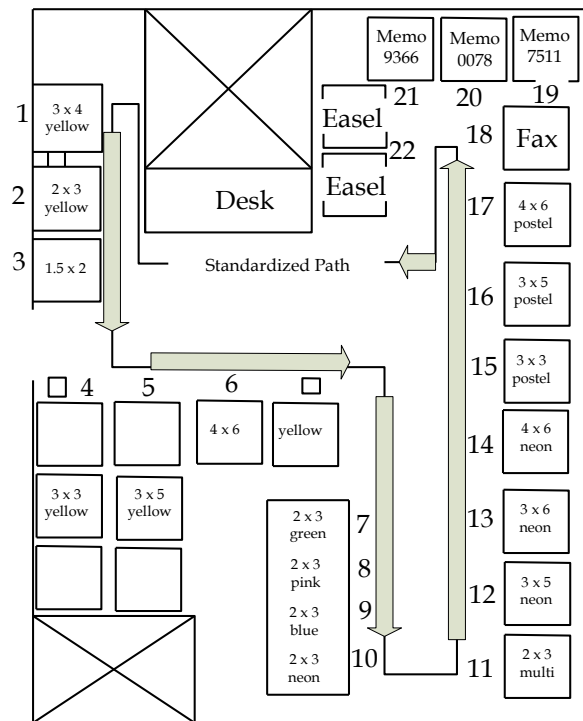 Memo
9366
Memo
0078
Memo
7511
1
3 x 4
yellow
Easel
21
20
19
22
18
Fax
2
2 x 3
yellow
Desk
Easel
17
4 x 6
postel
3
1.5 x 2
Standardized Path
16
3 x 5
postel
15
3 x 3
postel
4
5
6
4 x 6
yellow
14
4 x 6
neon
3 x 3
yellow
3 x 5
yellow
13
3 x 6
neon
2 x 3
green
7
2 x 3
pink
8
2 x 3
blue
9
2 x 3
neon
10
12
3 x 5
neon
11
2 x 3
multi